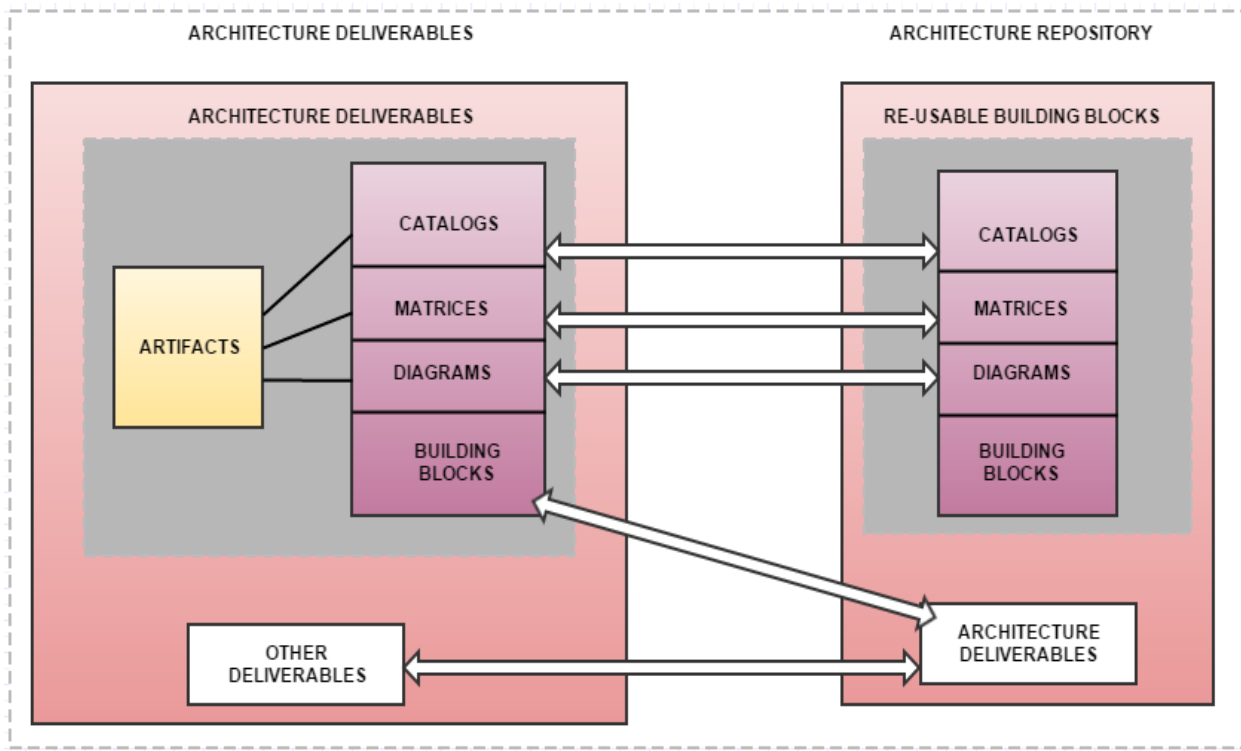 ARCHITECTURE DELIVERABLES
ARCHITECTURE REPOSITORY
ARCHITECTURE DELIVERABLES
RE-USABLE BUILDING BLOCKS
ARTIFACTS
CATALOGS
MATRICES
DIAGRAMS
BUILDING
BLOCKS
CATALOGS
MATRICES
DIAGRAMS
BUILDING
BLOCKS
OTHER
DELIVERABLES
ARCHITECTURE
DELIVERABLES